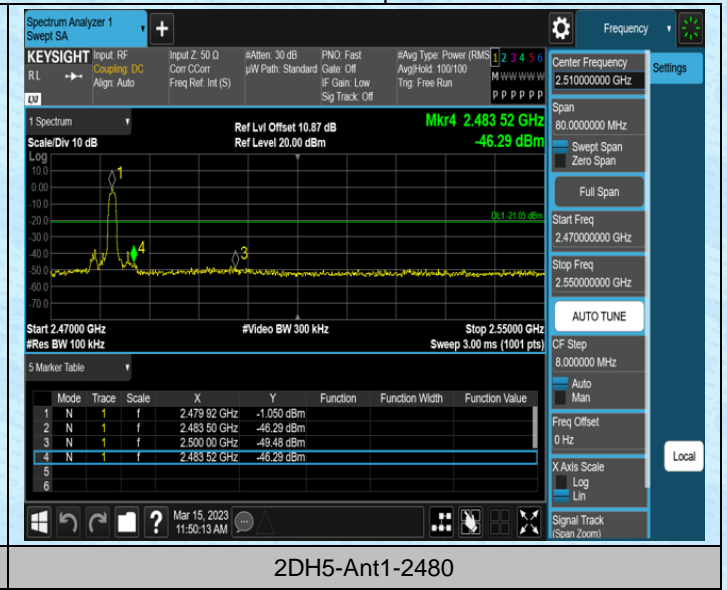 Spectrum Analyzer 1
Swept SA
+
Frequency
KEYSIGHT
RL
LXI
Input: RF
Coupling: DC
Align: Auto
Input Z: 50 Ω
Corr CCorr
Freq Ref: Int (S)
#Atten: 30 dB
µW Path: Standard
PNO: Fast
Gate: Off
IF Gain: Low
Sig Track: Off
#Avg Type: Power (RMS
Avg|Hold: 100/100
Trig: Free Run
1 2 3 4 5 6
M W W W W W
P P P P P P
Center Frequency
2.510000000 GHz
Settings
Span
80.0000000 MHz
Swept Span
Zero Span
Full Span
Start Freq
2.470000000 GHz
Stop Freq
2.550000000 GHz
AUTO TUNE
CF Step
8.000000 MHz
Auto
Man
Freq Offset
0 Hz
X Axis Scale
Log
Lin
Signal Track
(Span Zoom)
Local
1 Spectrum
Scale/Div 10 dB
Ref Lvl Offset 10.87 dB
Ref Level 20.00 dBm
Mkr4 2.483 52 GHz
-46.29 dBm
Log
10.0
0.00
-10.0
-20.0
-30.0
-40.0
-50.0
-60.0
-70.0
1
4
3
DL1 -21.05 dBm
Start 2.47000 GHz
#Video BW 300 kHz
Stop 2.55000 GHz
#Res BW 100 kHz
Sweep 3.00 ms (1001 pts)
5 Marker Table
Mode Trace Scale X Y Function Function Width Function Value
1 N 1 f 2.479 92 GHz -1.050 dBm
2 N 1 f 2.483 50 GHz -46.29 dBm
3 N 1 f 2.500 00 GHz -49.48 dBm
4 N 1 f 2.483 52 GHz -46.29 dBm
5
6
?
Mar 15, 2023
11:50:13 AM
2DH5-Ant1-2480